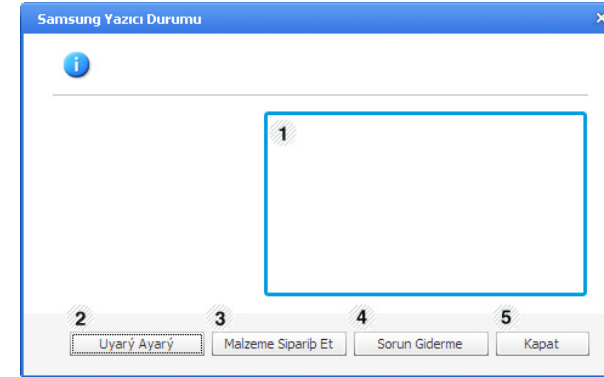 Samsung Yazıcı Durumu
1
2 3 4 5
Uyarý Ayarý Malzeme Sipariþ Et Sorun Giderme Kapat